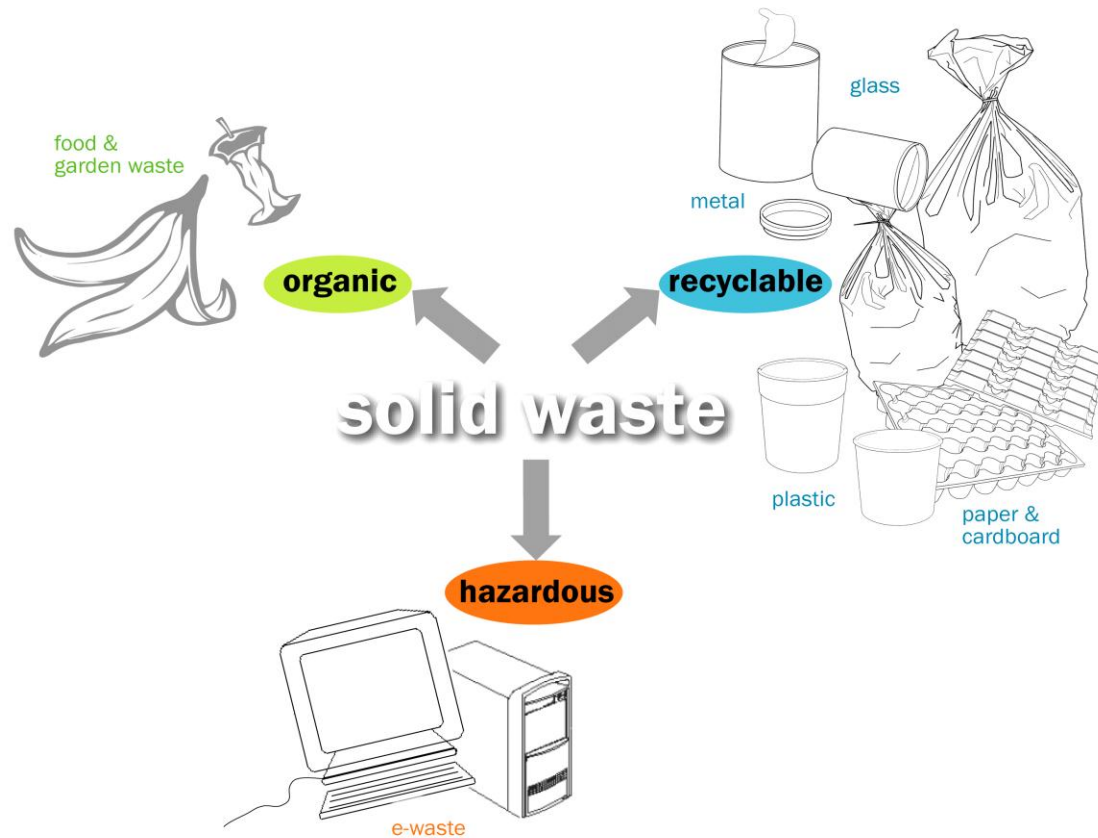 glass
food &
garden waste
metal
organic
recyclable
solid waste
plastic
paper &
cardboard
hazardous
e-waste